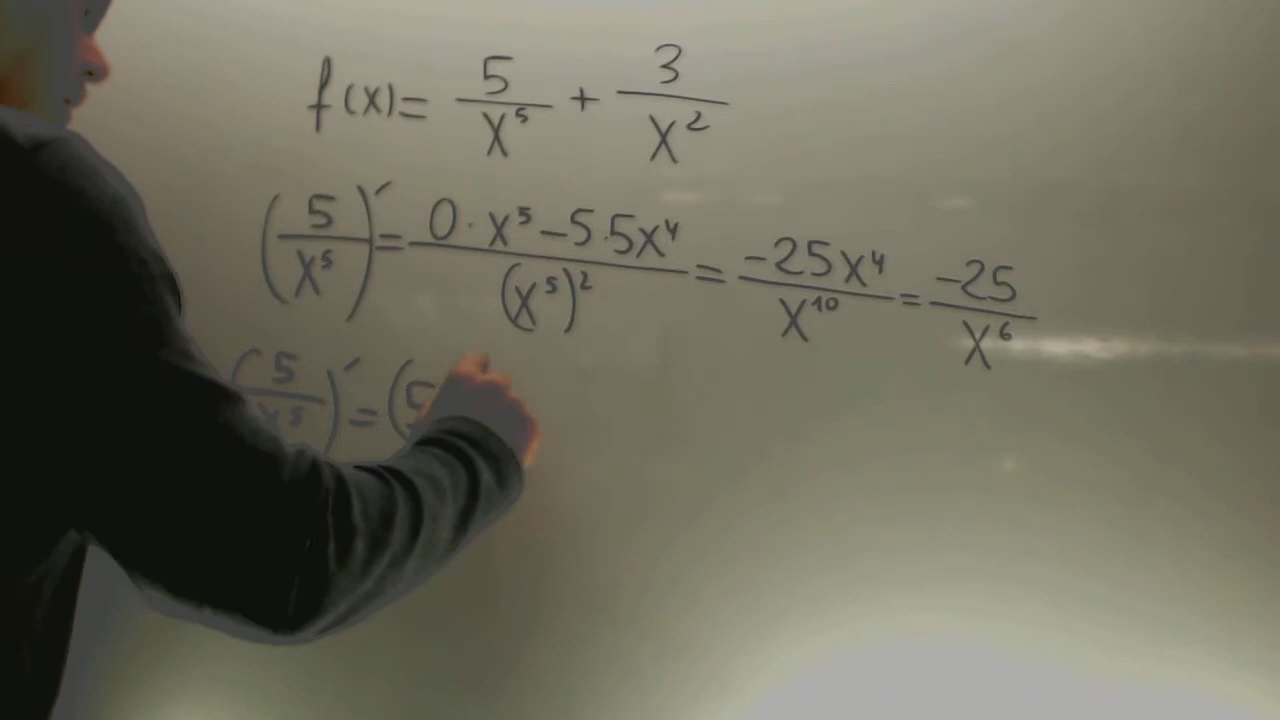 f(x) = 5/x⁵ + 3/x²
(5/x⁵)′ = (0 · x⁵ − 5 · 5x⁴)/(x⁵)² = −25x⁴/x¹⁰ = −25/x⁶
(5/x⁵)′ = (5